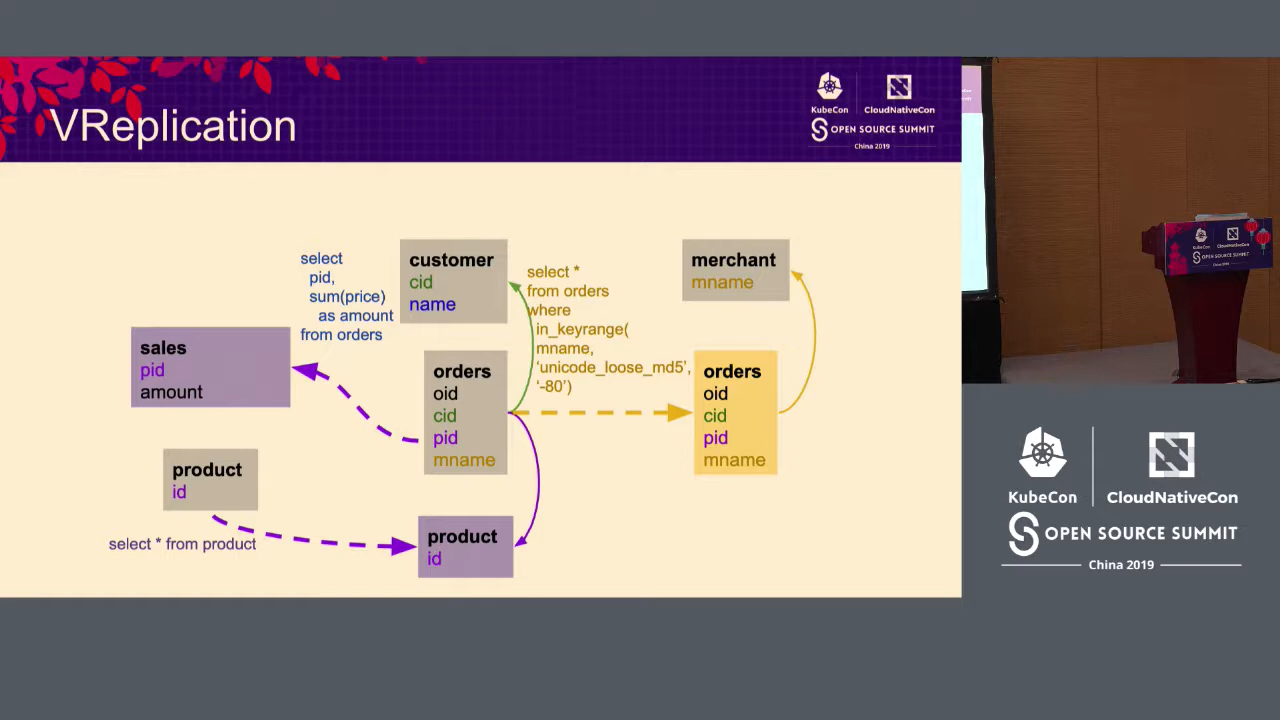 VReplication
KubeCon
CloudNativeCon
OPEN SOURCE SUMMIT
China 2019
select
pid,
sum(price)
as amount
from orders
customer
cid
name
select *
from orders
where
in_keyrange(
mname,
‘unicode_loose_md5’,
‘-80’)
merchant
mname
sales
pid
amount
orders
oid
cid
pid
mname
orders
oid
cid
pid
mname
product
id
select * from product
product
id
KubeCon
CloudNativeCon
OPEN SOURCE SUMMIT
China 2019